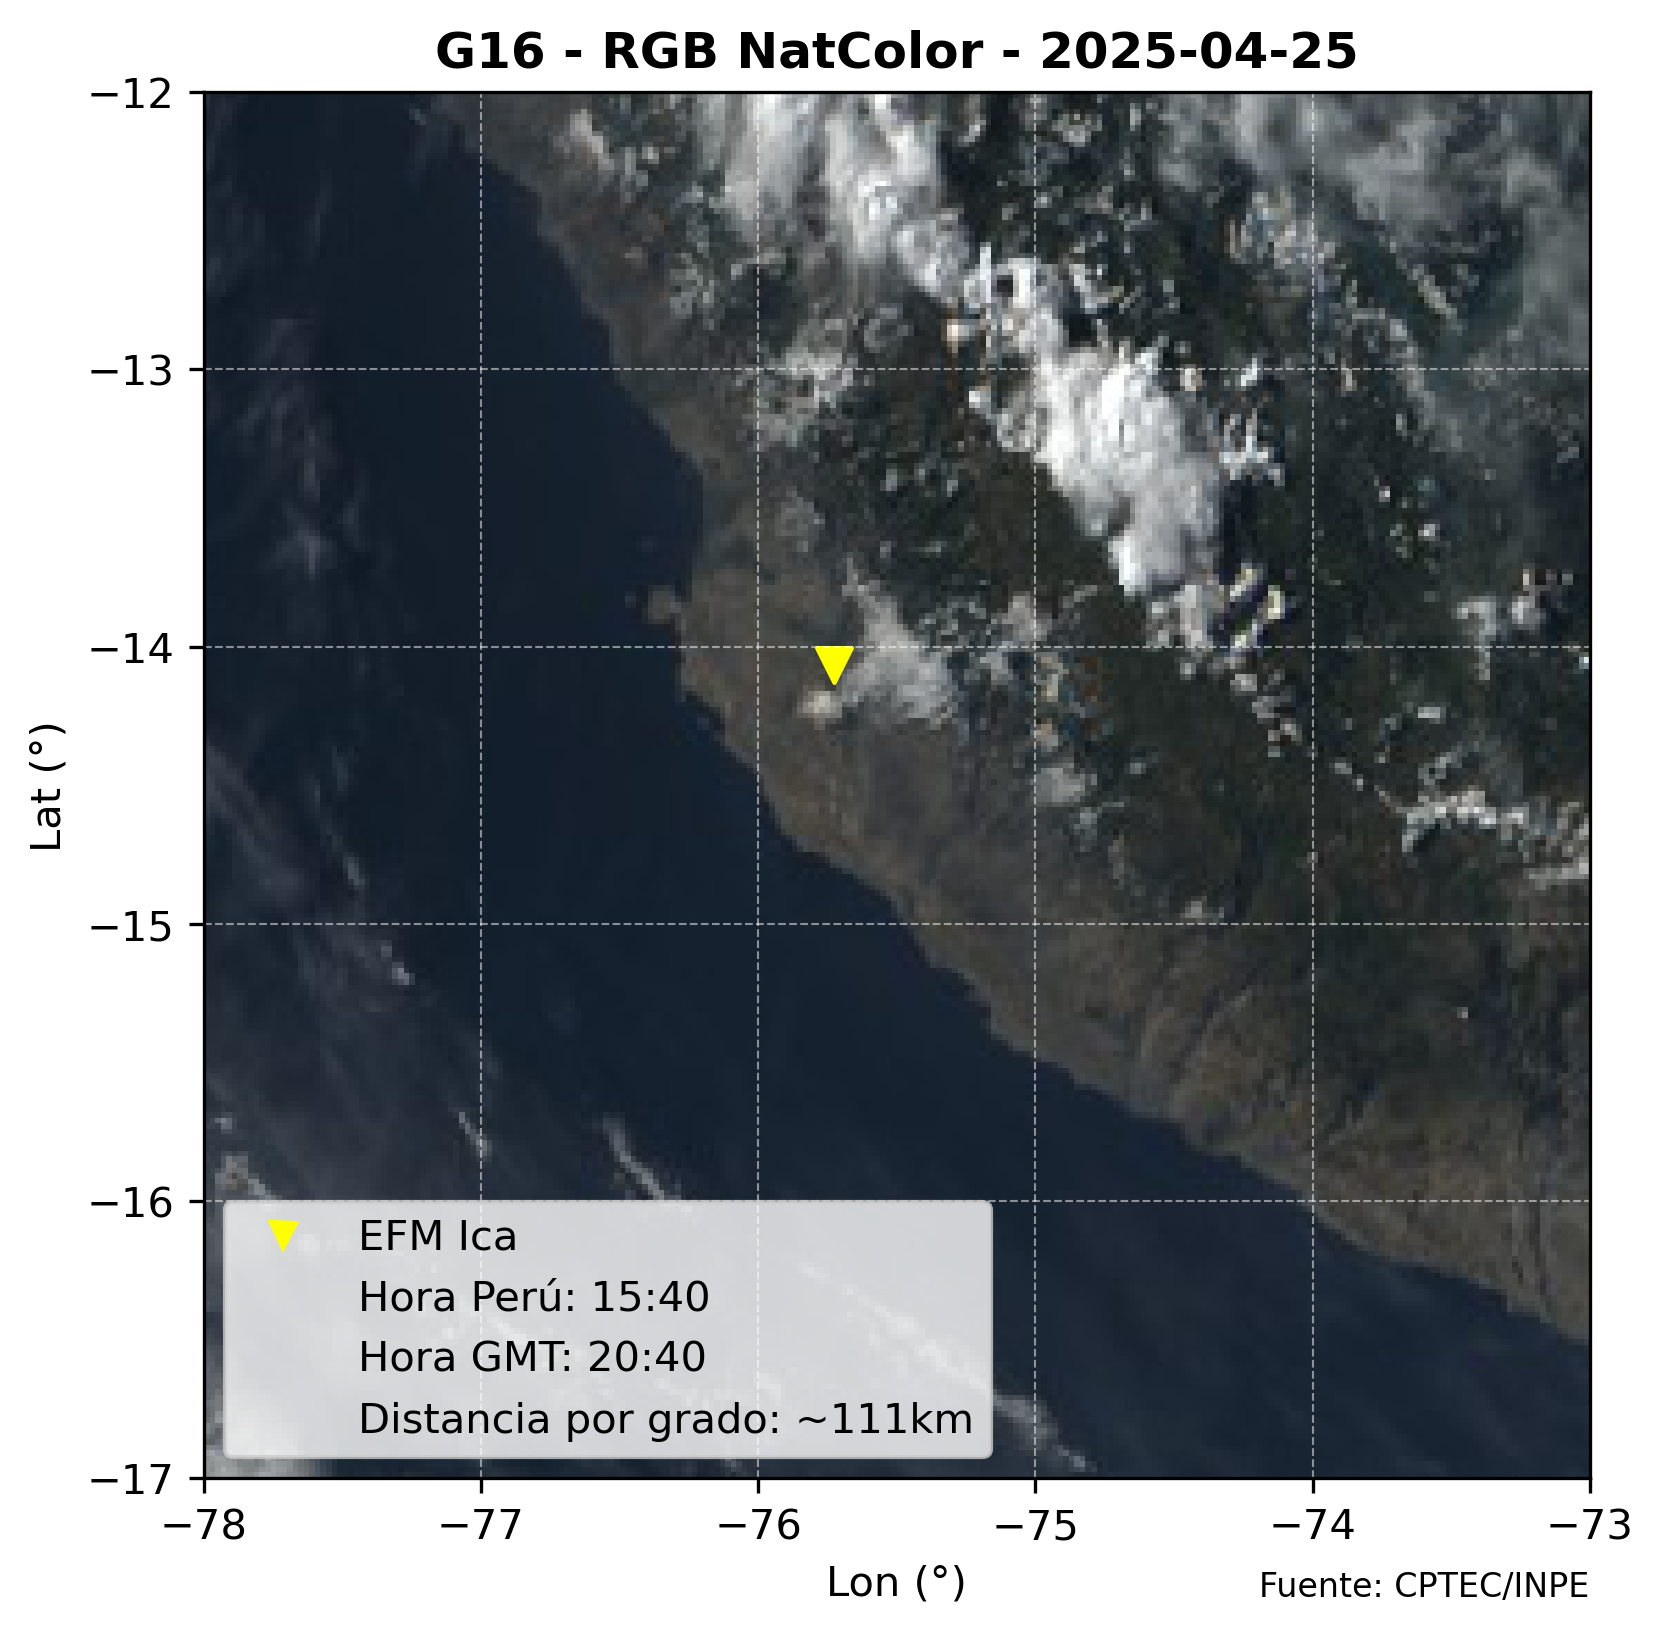 G16 - RGB NatColor - 2025-04-25
−12
−13
−14
−15
−16
−17
Lat (°)
EFM Ica
Hora Perú: 15:40
Hora GMT: 20:40
Distancia por grado: ~111km
−78 −77 −76 −75 −74 −73
Lon (°)
Fuente: CPTEC/INPE